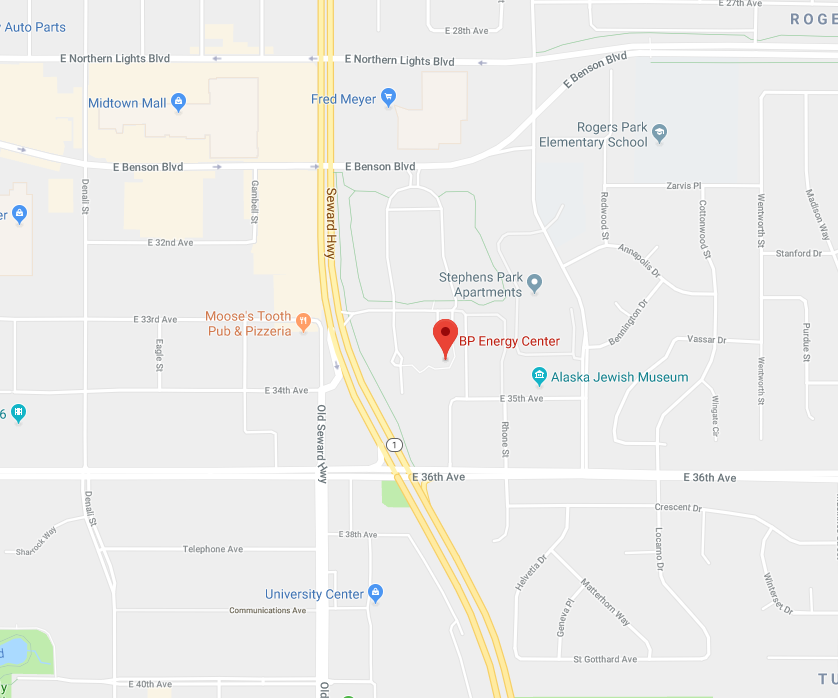 E 27th Ave
ROGE
Auto Parts
E 28th Ave
E Northern Lights Blvd
E Northern Lights Blvd
E Benson Blvd
Midtown Mall
Fred Meyer
Rogers Park
Elementary School
E Benson Blvd
E Benson Blvd
Denali St
Gambell St
Seward Hwy
Zarvis Pl
Redwood St
Cottonwood St
Wentworth St
Madison Way
er
E 32nd Ave
Annapolis Dr
Stanford Dr
Stephens Park
Apartments
Bennington Dr
E 33rd Ave
Moose's Tooth
Pub & Pizzeria
Eagle St
BP Energy Center
Vassar Dr
Purdue St
Alaska Jewish Museum
Wentworth St
E 34th Ave
E 35th Ave
Wingate Cir
6
Old Seward Hwy
Rhone St
1
E 36th Ave
E 36th Ave
Denali St
Crescent Dr
Sharrock Way
Telephone Ave
E 38th Ave
Locarno Dr
Helvetia Dr
Matterhorn Way
Winterset Dr
University Center
Geneva Pl
Communications Ave
St Gotthard Ave
d
E 40th Ave
Old
y
TU